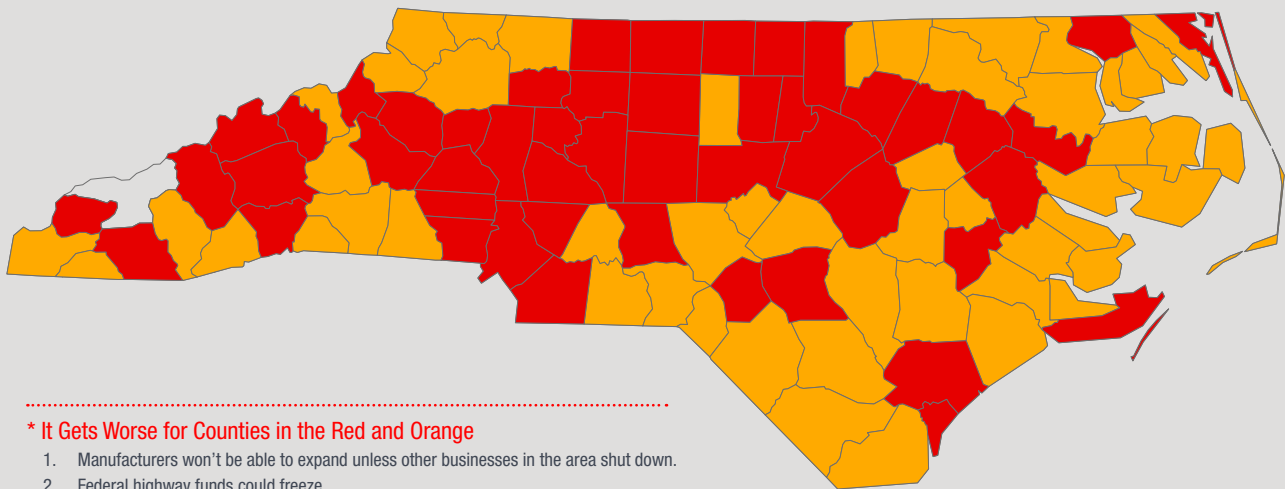 * It Gets Worse for Counties in the Red and Orange
1. Manufacturers won't be able to expand unless other businesses in the area shut down.
2. Federal highway funds could freeze